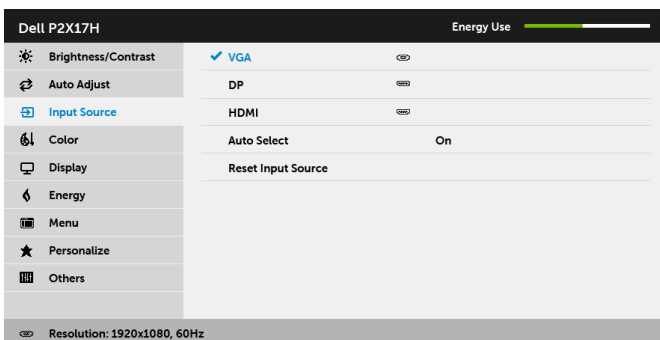 Dell P2X17H Energy Use
Brightness/Contrast VGA
Auto Adjust DP
Input Source HDMI
Color Auto Select On
Display Reset Input Source
Energy
Menu
Personalize
Others
Resolution: 1920x1080, 60Hz